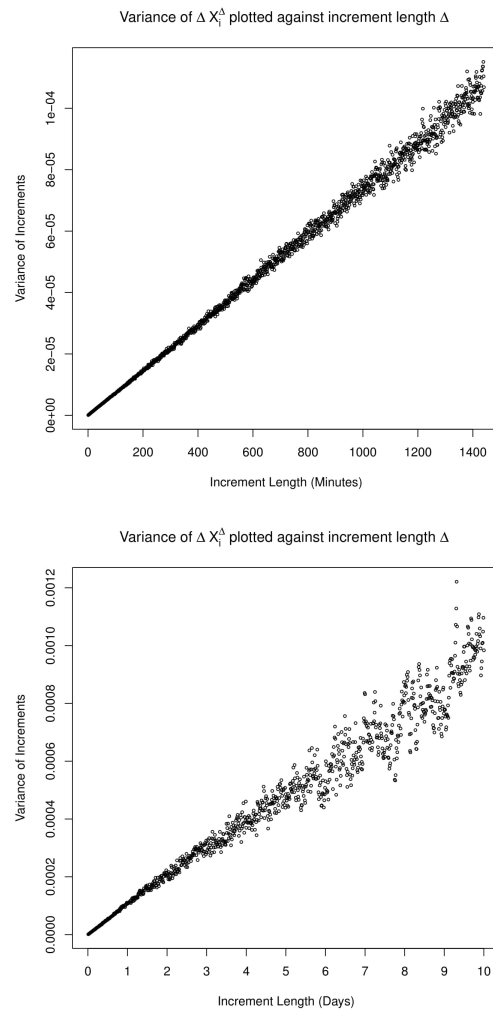 Variance of Δ X_i^Δ plotted against increment length Δ
Variance of Increments
1e−04
8e−05
6e−05
4e−05
2e−05
0e+00
0 200 400 600 800 1000 1200 1400
Increment Length (Minutes)
Variance of Δ X_i^Δ plotted against increment length Δ
Variance of Increments
0.0012
0.0010
0.0008
0.0006
0.0004
0.0002
0.0000
0 1 2 3 4 5 6 7 8 9 10
Increment Length (Days)